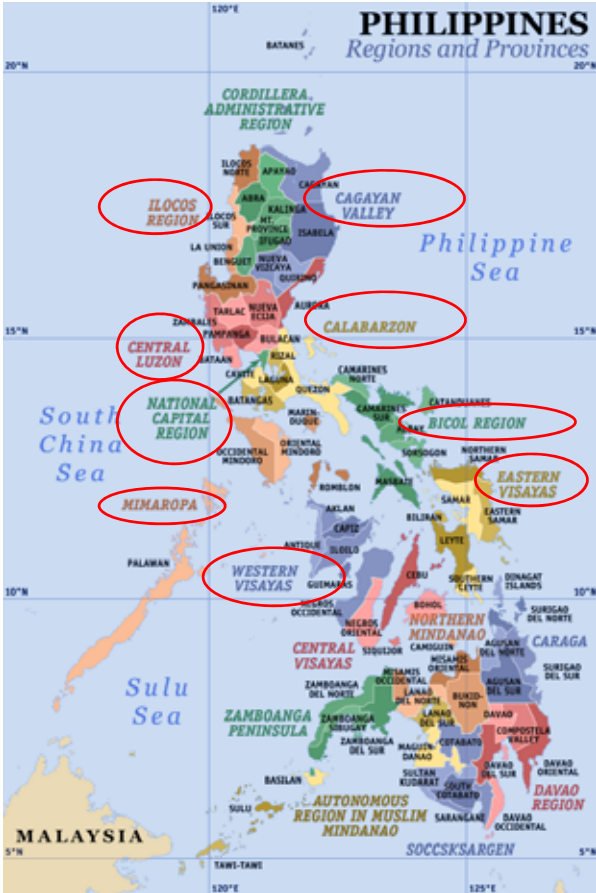 120°E
PHILIPPINES
Regions and Provinces
BATANES
20°N
20°N
CORDILLERA
ADMINISTRATIVE
REGION
ILOCOS
NORTE
APAYAO
CAGAYAN
ILOCOS
REGION
ABRA
KALINGA
CAGAYAN
VALLEY
ILOCOS
SUR
MT.
PROVINCE
IFUGAO
ISABELA
Philippine
Sea
LA UNION
BENGUET
NUEVA
VIZCAYA
QUIRINO
PANGASINAN
AURORA
TARLAC
NUEVA
ECIJA
ZAMBALES
PAMPANGA
CALABARZON
15°N
15°N
BULACAN
CENTRAL
LUZON
BATAAN
RIZAL
CAVITE
LAGUNA
CAMARINES
NORTE
QUEZON
BATANGAS
NATIONAL
CAPITAL
REGION
CATANDUANES
CAMARINES
SUR
MARIN-
DUQUE
ALBAY
BICOL REGION
South
China
Sea
OCCIDENTAL
MINDORO
ORIENTAL
MINDORO
SORSOGON
NORTHERN
SAMAR
ROMBLON
MASBATE
EASTERN
VISAYAS
SAMAR
MIMAROPA
AKLAN
BILIRAN
EASTERN
SAMAR
CAPIZ
ANTIQUE
ILOILO
LEYTE
PALAWAN
WESTERN
VISAYAS
GUIMARAS
CEBU
SOUTHERN
LEYTE
DINAGAT
ISLANDS
10°N
10°N
NEGROS
OCCIDENTAL
BOHOL
SURIGAO
DEL NORTE
NEGROS
ORIENTAL
NORTHERN
MINDANAO
CENTRAL
VISAYAS
SIQUIJOR
CAMIGUIN
AGUSAN
DEL NORTE
CARAGA
MISAMIS
ORIENTAL
SURIGAO
DEL SUR
MISAMIS
OCCIDENTAL
ZAMBOANGA
DEL NORTE
Sulu
Sea
LANAO
DEL NORTE
BUKID-
NON
AGUSAN
DEL SUR
ZAMBOANGA
PENINSULA
ZAMBOANGA
SIBUGAY
LANAO
DEL SUR
DAVAO
COMPOSTELA
VALLEY
ZAMBOANGA
DEL SUR
MAGUIN-
DANAO
COTABATO
DAVAO
DEL SUR
DAVAO
ORIENTAL
BASILAN
SULTAN
KUDARAT
SOUTH
COTABATO
DAVAO
REGION
AUTONOMOUS
REGION IN MUSLIM
MINDANAO
SULU
SARANGANI
DAVAO
OCCIDENTAL
MALAYSIA
SOCCSKSARGEN
5°N
5°N
TAWI-TAWI
120°E
125°E